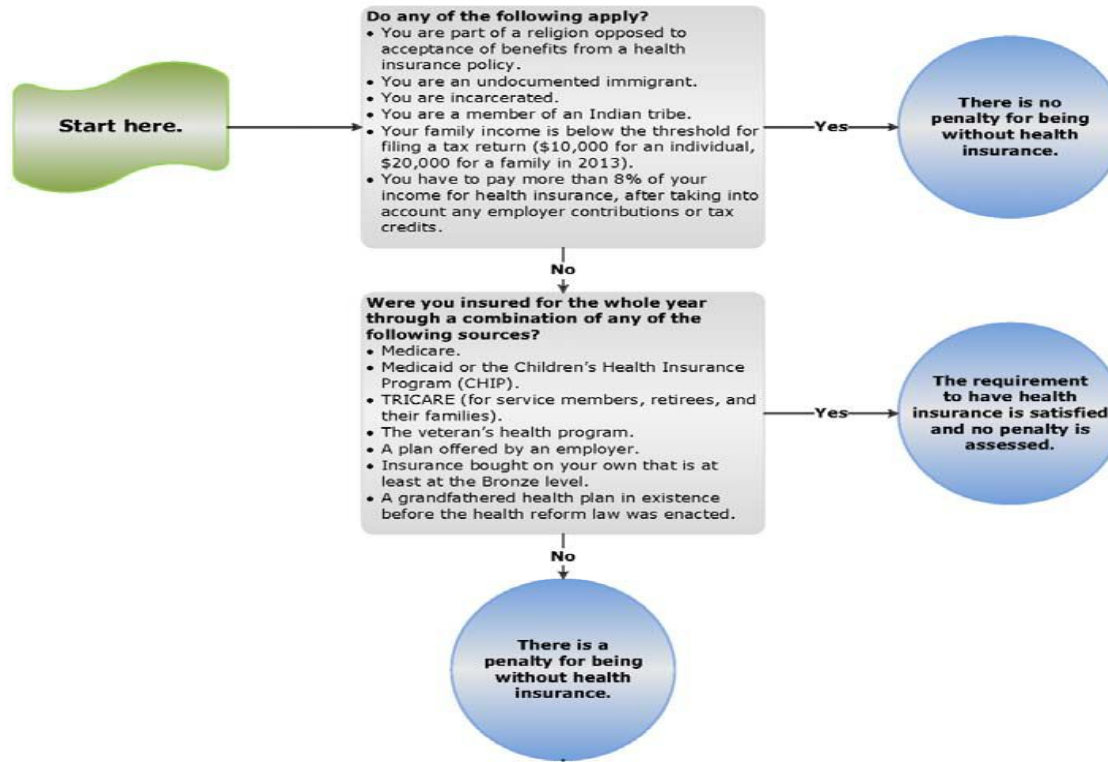 Start here.
Do any of the following apply?
• You are part of a religion opposed to
acceptance of benefits from a health
insurance policy.
• You are an undocumented immigrant.
• You are incarcerated.
• You are a member of an Indian tribe.
• Your family income is below the threshold for
filing a tax return ($10,000 for an individual,
$20,000 for a family in 2013).
• You have to pay more than 8% of your
income for health insurance, after taking into
account any employer contributions or tax
credits.
Yes
There is no
penalty for being
without health
insurance.
No
Were you insured for the whole year
through a combination of any of the
following sources?
• Medicare.
• Medicaid or the Children’s Health Insurance
Program (CHIP).
• TRICARE (for service members, retirees, and
their families).
• The veteran’s health program.
• A plan offered by an employer.
• Insurance bought on your own that is at
least at the Bronze level.
• A grandfathered health plan in existence
before the health reform law was enacted.
Yes
The requirement
to have health
insurance is satisfied
and no penalty is
assessed.
No
There is a
penalty for being
without health
insurance.